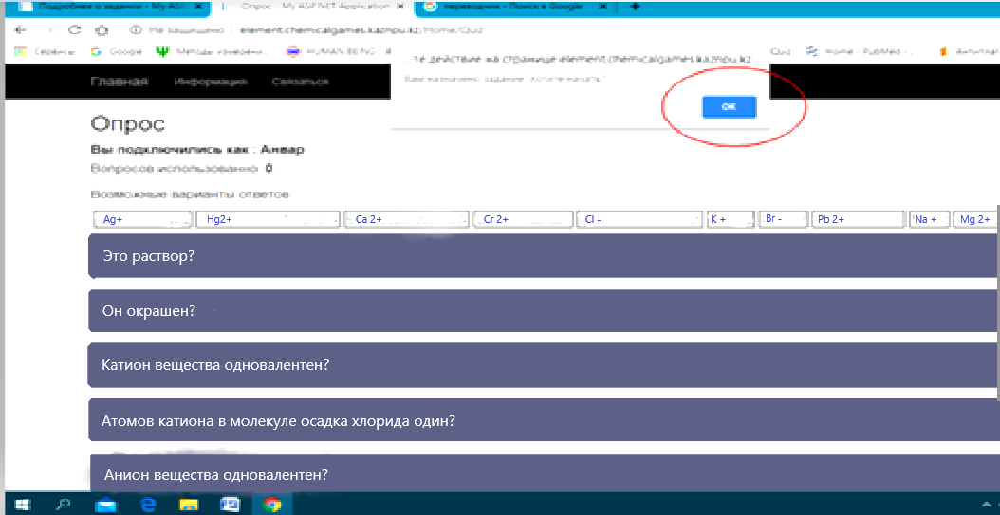 Подробнее о задании - My ASP
Опрос - My ASP.NET Application
переводчик - Поиск в Google
Не защищено element.chemicalgames.kaznpu.kz/Home/Quiz
Сервисы Google Методы измерени... HUMAN BEING Quiz Home - PubMed - ...
те действие на странице element.chemicalgames.kaznpu.kz
Вам назначено задание. Хотите начать?
OK
Главная Информация Связаться
Опрос
Вы подключились как : Анвар
Вопросов использованно 0
Возможные варианты ответов
Ag+ Hg2+ Ca 2+ Cr 2+ Cl - K + Br - Pb 2+ Na + Mg 2+
Это раствор?
Он окрашен?
Катион вещества одновалентен?
Атомов катиона в молекуле осадка хлорида один?
Анион вещества одновалентен?